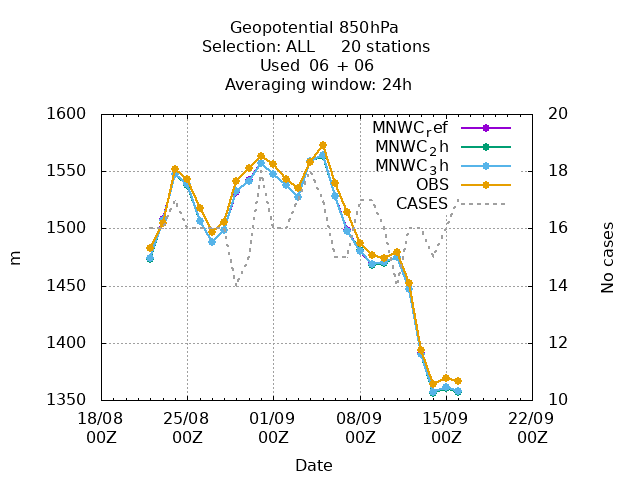 Geopotential 850hPa
Selection: ALL 20 stations
Used 06 + 06
Averaging window: 24h
1600
1550
1500
1450
1400
1350
m
20
18
16
14
12
10
No cases
MNWC_ref
MNWC_2h
MNWC_3h
OBS
CASES
18/08 25/08 01/09 08/09 15/09 22/09
00Z 00Z 00Z 00Z 00Z 00Z
Date